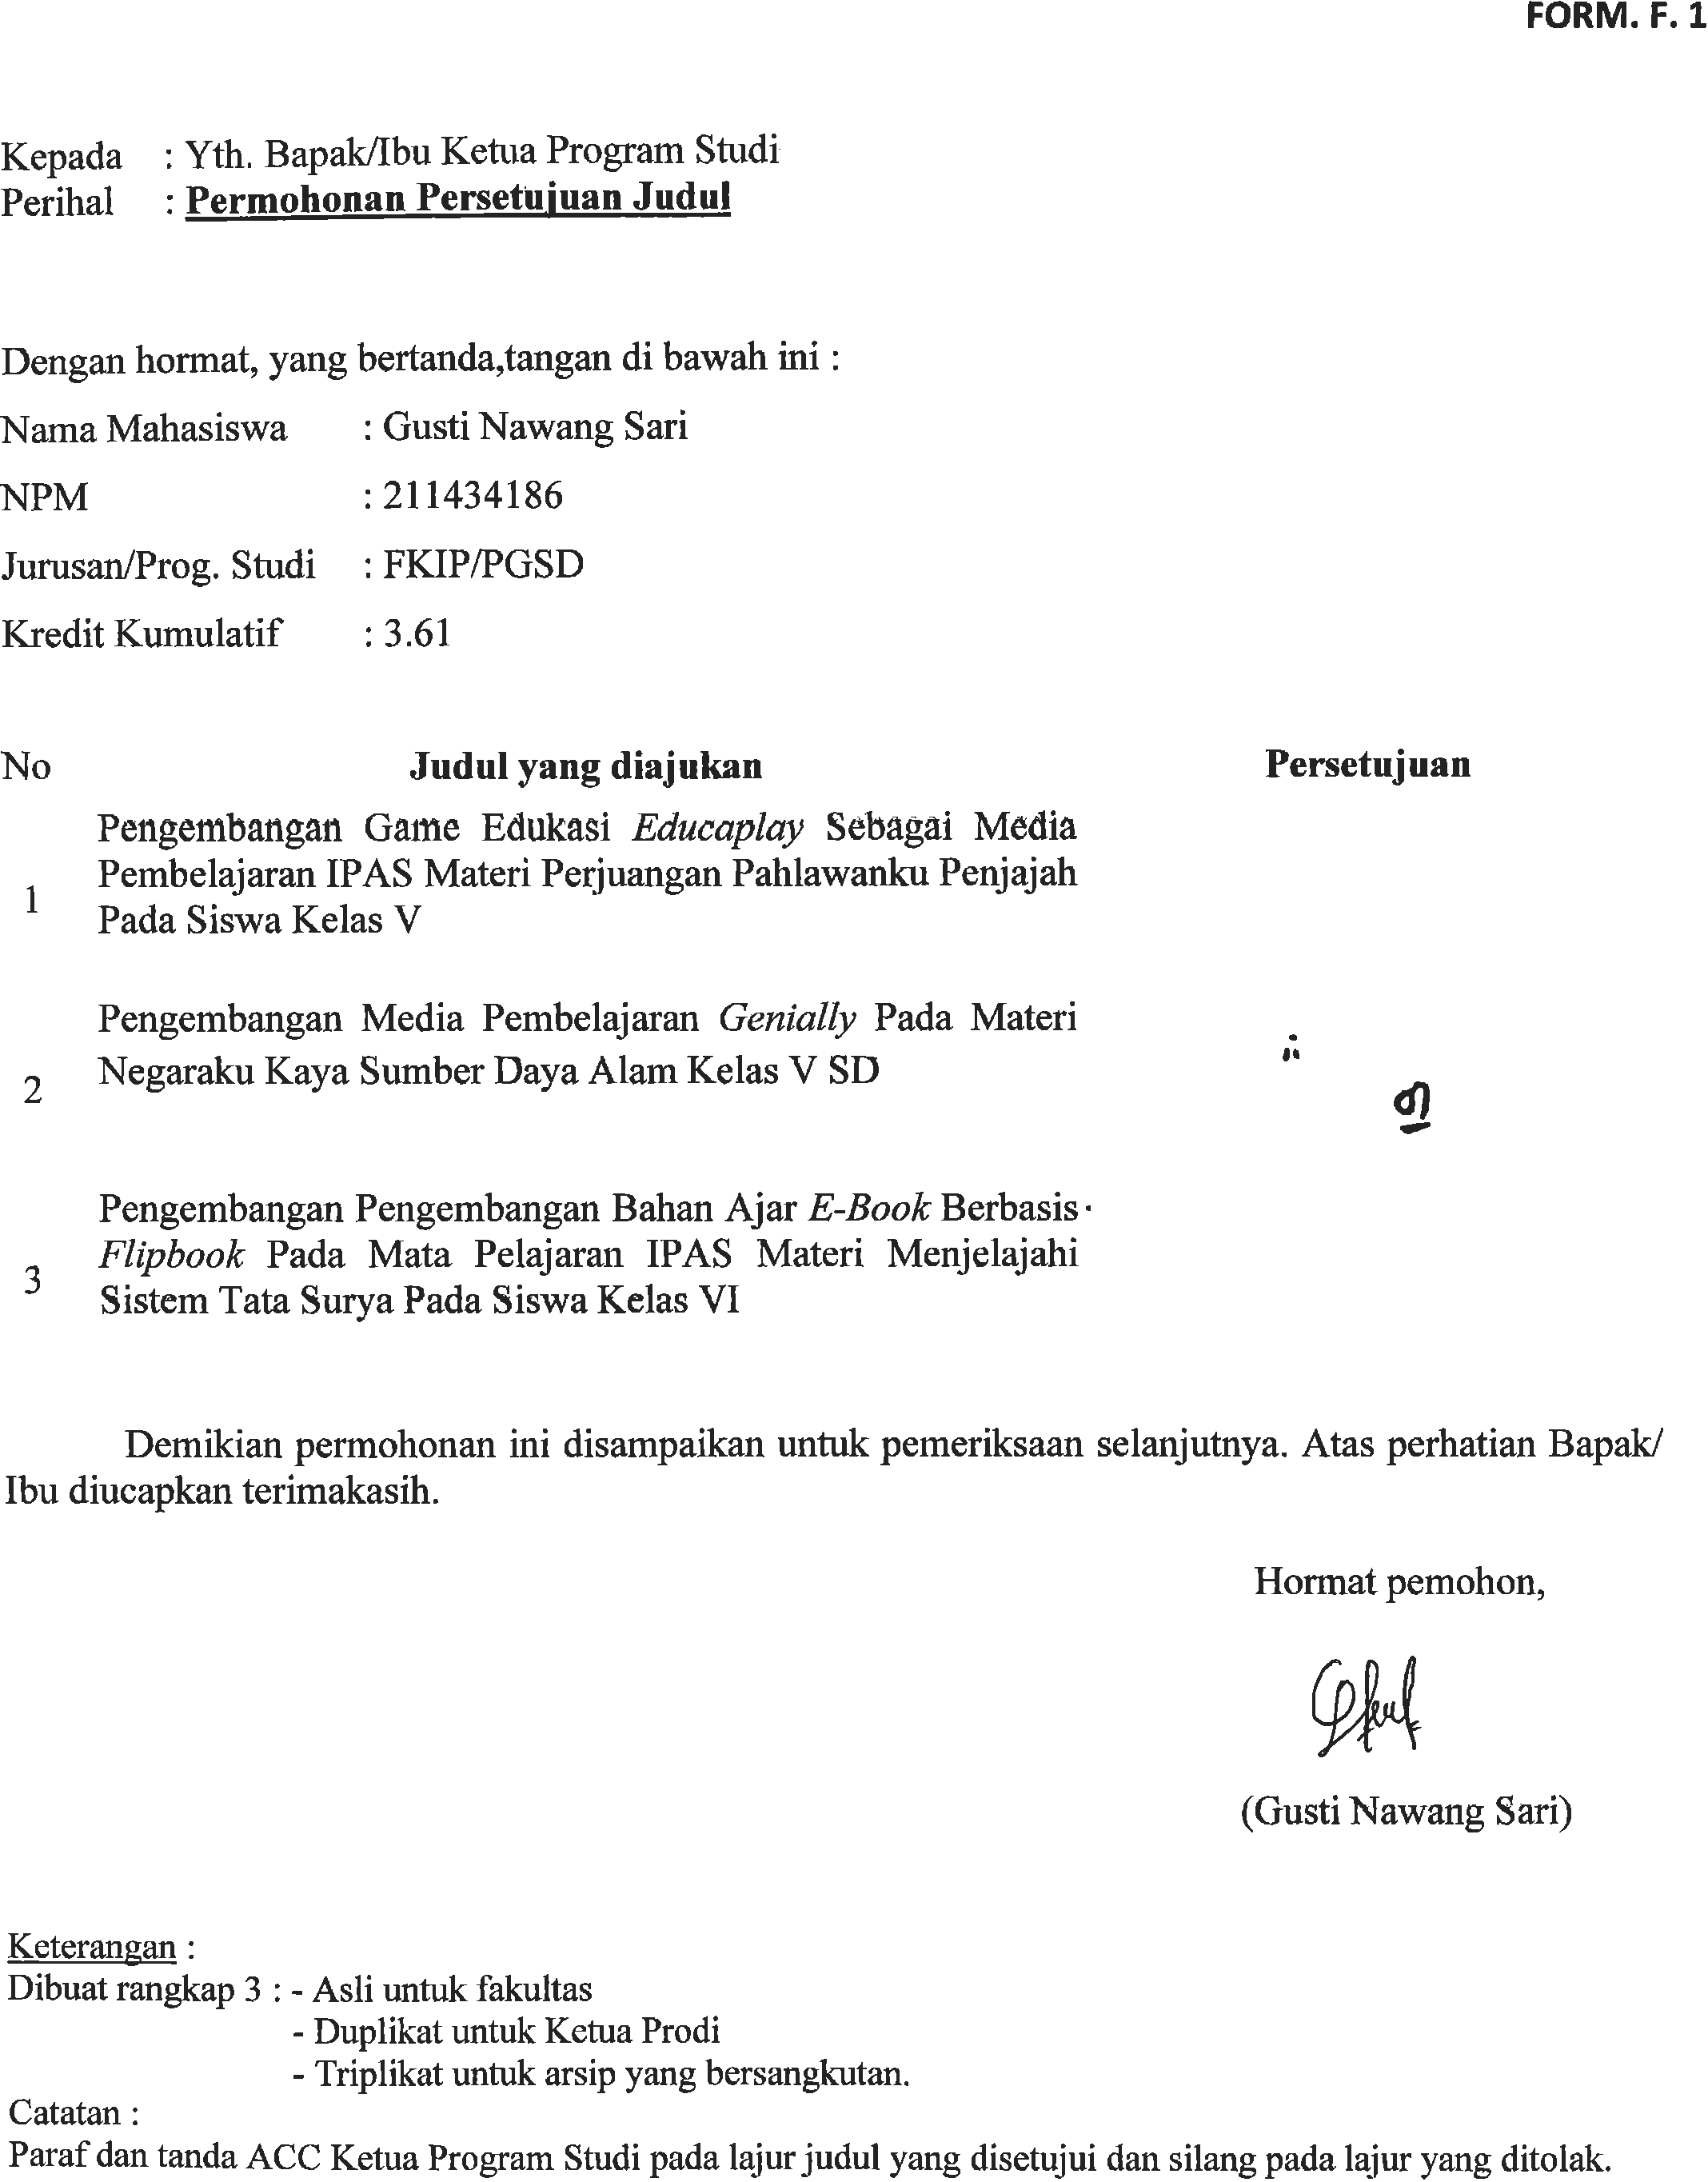 FORM. F. 1
Kepada : Yth. Bapak/Ibu Ketua Program Studi
Perihal : Permohonan Persetujuan Judul
Dengan hormat, yang bertanda,tangan di bawah ini :
Nama Mahasiswa : Gusti Nawang Sari
NPM : 211434186
Jurusan/Prog. Studi : FKIP/PGSD
Kredit Kumulatif : 3.61
No Judul yang diajukan Persetujuan
Pengembangan Game Edukasi Educaplay Sebagai Media
Pembelajaran IPAS Materi Perjuangan Pahlawanku Penjajah
1
Pada Siswa Kelas V
Pengembangan Media Pembelajaran Genially Pada Materi
Negaraku Kaya Sumber Daya Alam Kelas V SD
2
Pengembangan Pengembangan Bahan Ajar E-Book Berbasis
Flipbook Pada Mata Pelajaran IPAS Materi Menjelajahi
3
Sistem Tata Surya Pada Siswa Kelas VI
Demikian permohonan ini disampaikan untuk pemeriksaan selanjutnya. Atas perhatian Bapak/
Ibu diucapkan terimakasih.
Hormat pemohon,
(Gusti Nawang Sari)
Keterangan :
Dibuat rangkap 3 : - Asli untuk fakultas
- Duplikat untuk Ketua Prodi
- Triplikat untuk arsip yang bersangkutan.
Catatan :
Paraf dan tanda ACC Ketua Program Studi pada lajur judul yang disetujui dan silang pada lajur yang ditolak.